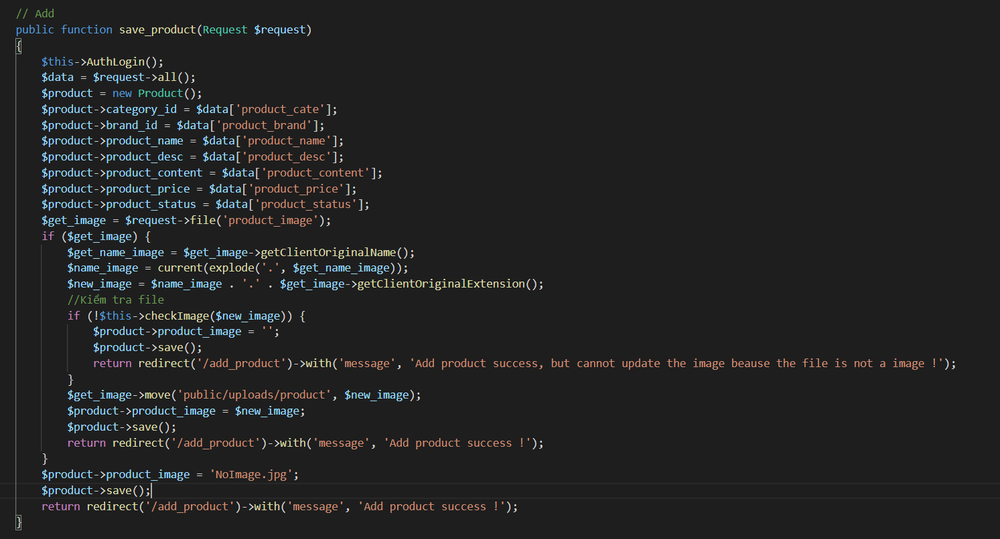 // Add
public function save_product(Request $request)
{
    $this->AuthLogin();
    $data = $request->all();
    $product = new Product();
    $product->category_id = $data['product_cate'];
    $product->brand_id = $data['product_brand'];
    $product->product_name = $data['product_name'];
    $product->product_desc = $data['product_desc'];
    $product->product_content = $data['product_content'];
    $product->product_price = $data['product_price'];
    $product->product_status = $data['product_status'];
    $get_image = $request->file('product_image');
    if ($get_image) {
        $get_name_image = $get_image->getClientOriginalName();
        $name_image = current(explode('.', $get_name_image));
        $new_image = $name_image . '.' . $get_image->getClientOriginalExtension();
        //Kiểm tra file
        if (!$this->checkImage($new_image)) {
            $product->product_image = '';
            $product->save();
            return redirect('/add_product')->with('message', 'Add product success, but cannot update the image beause the file is not a image !');
        }
        $get_image->move('public/uploads/product', $new_image);
        $product->product_image = $new_image;
        $product->save();
        return redirect('/add_product')->with('message', 'Add product success !');
    }
    $product->product_image = 'NoImage.jpg';
    $product->save();
    return redirect('/add_product')->with('message', 'Add product success !');
}